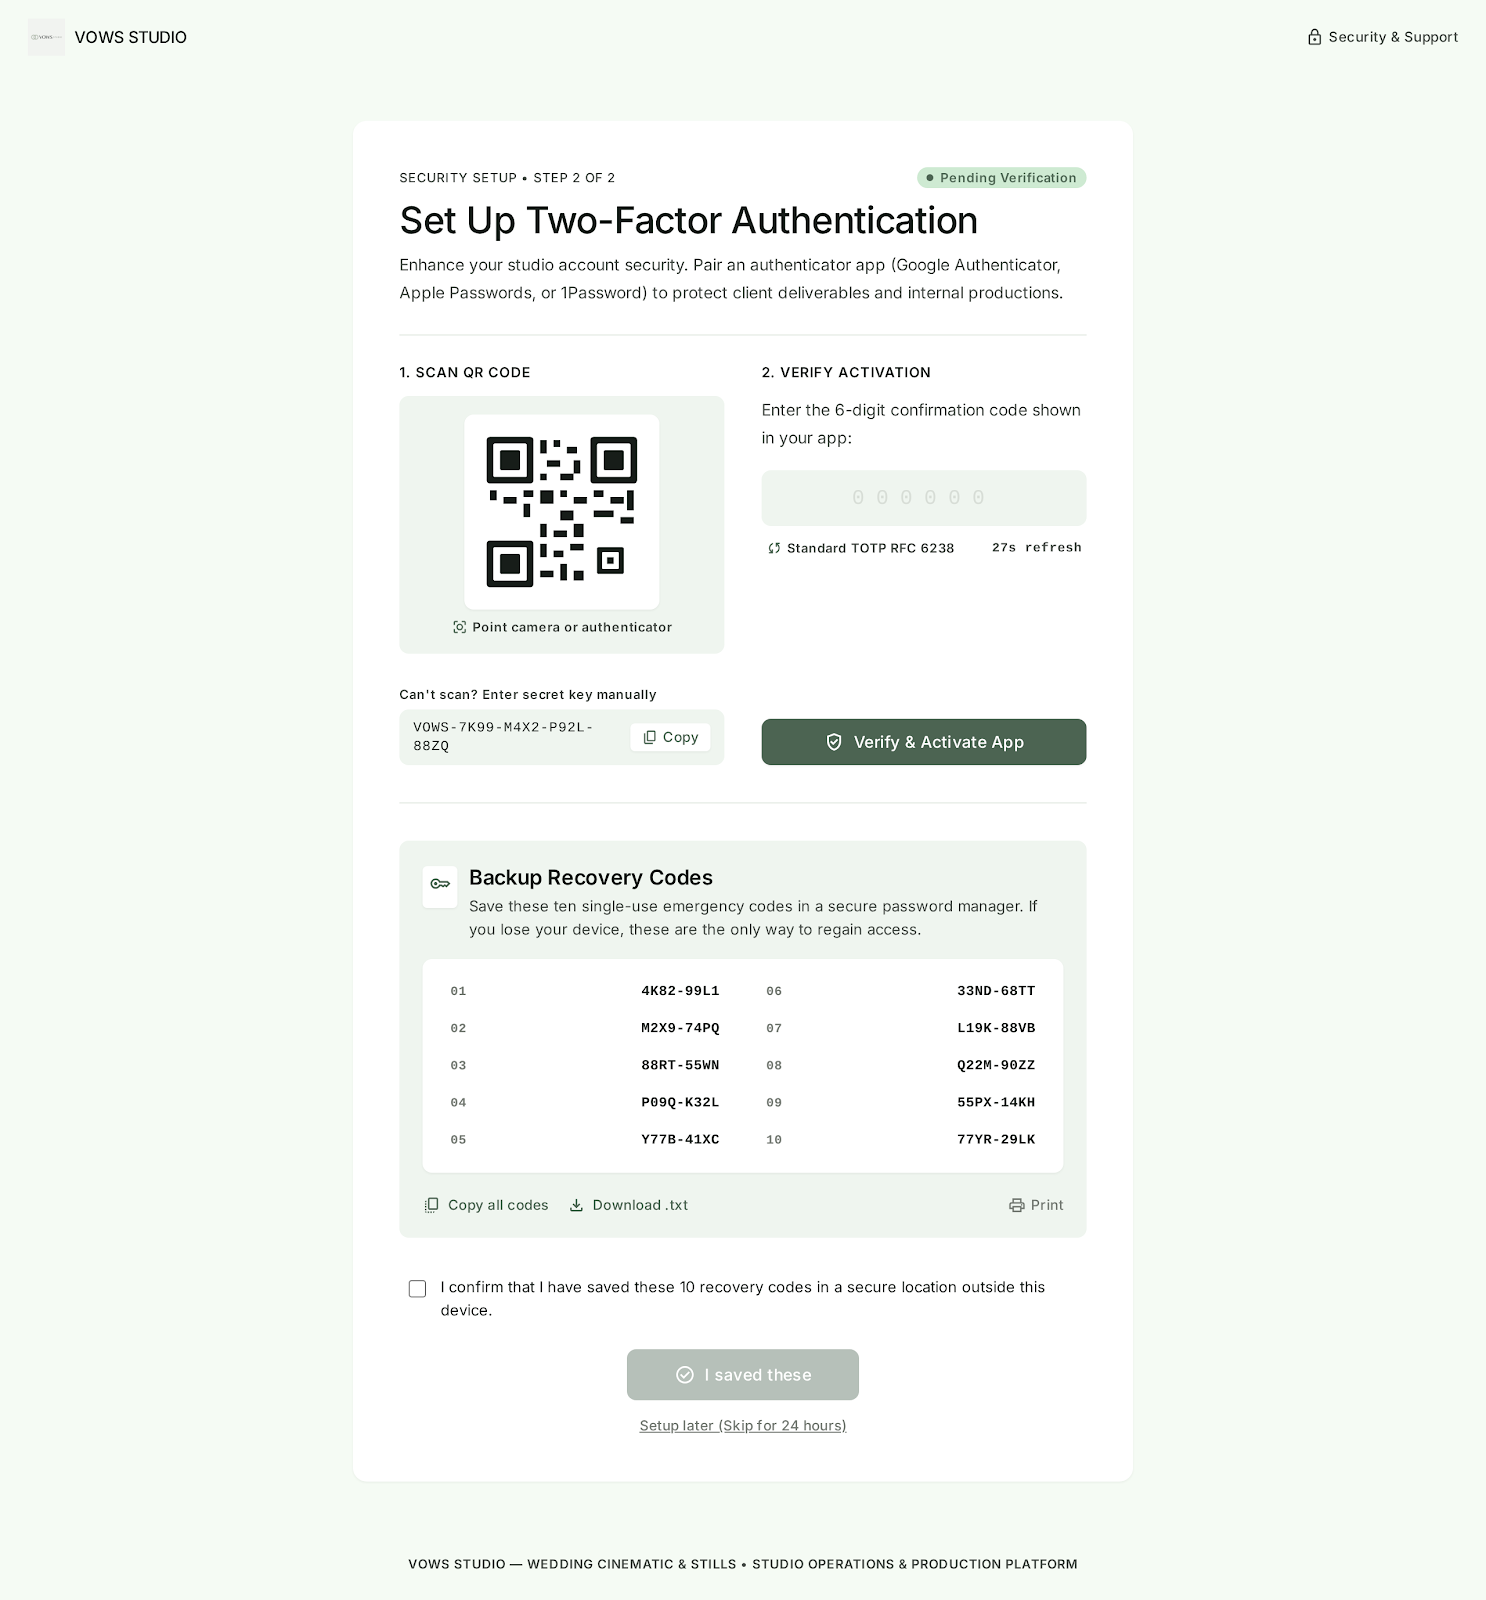 VOWS STUDIO
Security & Support
SECURITY SETUP • STEP 2 OF 2
Pending Verification
Set Up Two-Factor Authentication
Enhance your studio account security. Pair an authenticator app (Google Authenticator,
Apple Passwords, or 1Password) to protect client deliverables and internal productions.
1. SCAN QR CODE
Point camera or authenticator
Can't scan? Enter secret key manually
VOWS-7K99-M4X2-P92L-
88ZQ
Copy
2. VERIFY ACTIVATION
Enter the 6-digit confirmation code shown
in your app:
000000
Standard TOTP RFC 6238
27s refresh
Verify & Activate App
Backup Recovery Codes
Save these ten single-use emergency codes in a secure password manager. If
you lose your device, these are the only way to regain access.
01 4K82-99L1 06 33ND-68TT
02 M2X9-74PQ 07 L19K-88VB
03 88RT-55WN 08 Q22M-90ZZ
04 P09Q-K32L 09 55PX-14KH
05 Y77B-41XC 10 77YR-29LK
Copy all codes
Download .txt
Print
I confirm that I have saved these 10 recovery codes in a secure location outside this
device.
I saved these
Setup later (Skip for 24 hours)
VOWS STUDIO — WEDDING CINEMATIC & STILLS • STUDIO OPERATIONS & PRODUCTION PLATFORM